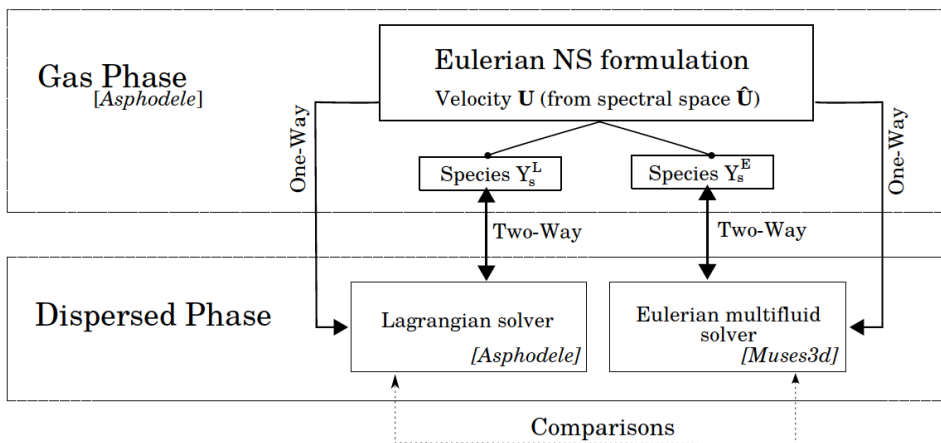 Eulerian NS formulation
Velocity U (from spectral space Û)
Gas Phase
[Asphodele]
One-Way
One-Way
Species Y_s^L
Species Y_s^E
Two-Way
Two-Way
Dispersed Phase
Lagrangian solver
[Asphodele]
Eulerian multifluid
solver
[Muses3d]
Comparisons